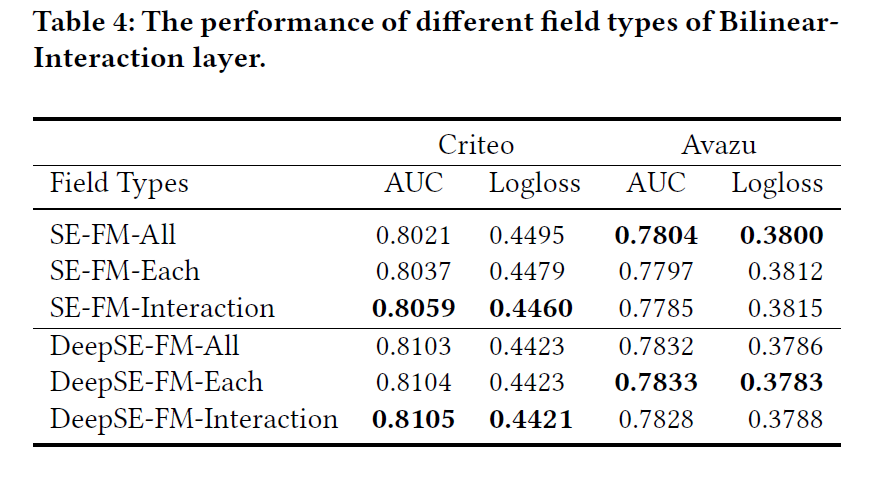 Table 4: The performance of different field types of Bilinear-
Interaction layer.
Criteo Avazu
Field Types AUC Logloss AUC Logloss
SE-FM-All 0.8021 0.4495 0.7804 0.3800
SE-FM-Each 0.8037 0.4479 0.7797 0.3812
SE-FM-Interaction 0.8059 0.4460 0.7785 0.3815
DeepSE-FM-All 0.8103 0.4423 0.7832 0.3786
DeepSE-FM-Each 0.8104 0.4423 0.7833 0.3783
DeepSE-FM-Interaction 0.8105 0.4421 0.7828 0.3788